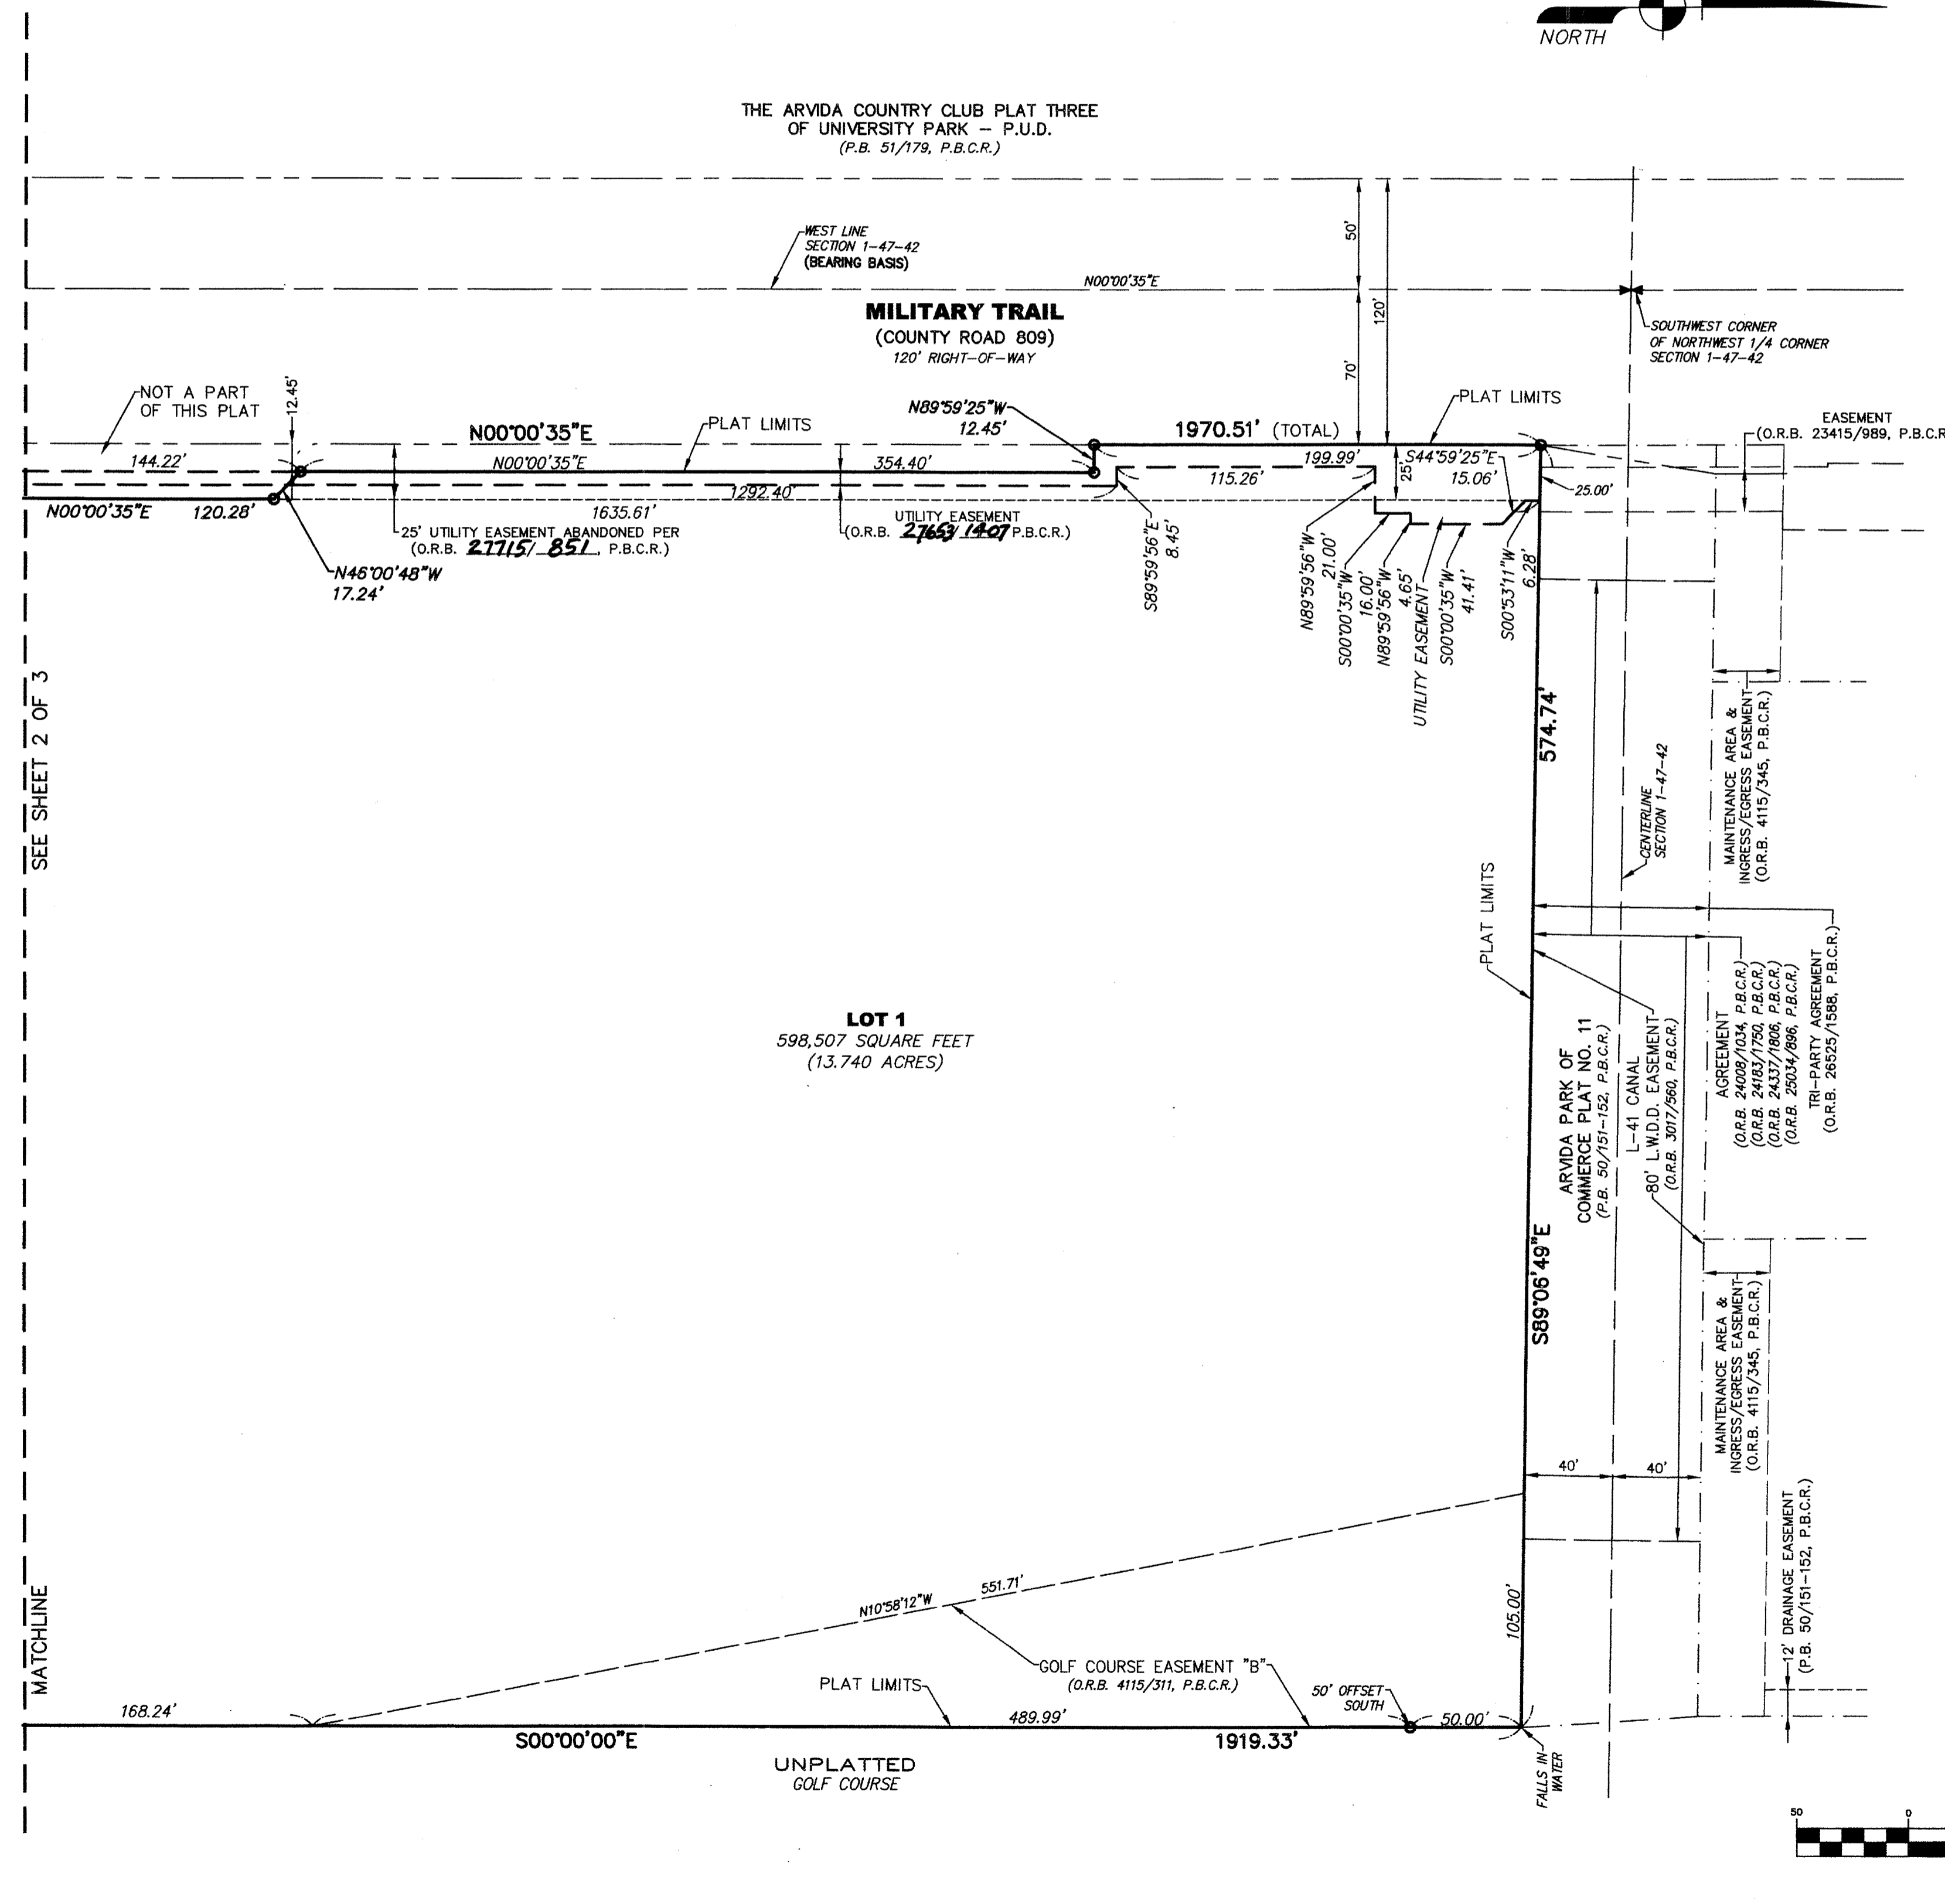 NORTH
THE ARVIDA COUNTRY CLUB PLAT THREE
OF UNIVERSITY PARK – P.U.D.
(P.B. 51/179, P.B.C.R.)
WEST LINE
SECTION 1-47-42
(BEARING BASIS)
N00°00'35"E
50'
120'
70'
MILITARY TRAIL
(COUNTY ROAD 809)
120' RIGHT-OF-WAY
SOUTHWEST CORNER
OF NORTHWEST 1/4 CORNER
SECTION 1-47-42
NOT A PART
OF THIS PLAT
12.45'
N00°00'35"E
PLAT LIMITS
N89°59'25"W
12.45'
1970.51' (TOTAL)
PLAT LIMITS
EASEMENT
(O.R.B. 23415/989, P.B.C.R
144.22'
N00°00'35"E
354.40'
199.99'
S44°59'25"E
115.26'
25'
15.06'
25.00'
1292.40'
N00°00'35"E 120.28'
1635.61'
25' UTILITY EASEMENT ABANDONED PER
(O.R.B. 27715/ 851, P.B.C.R.)
UTILITY EASEMENT
(O.R.B. 27653/ 1407 P.B.C.R.)
N46°00'48"W
17.24'
S89°59'56"E
8.45'
N89°59'56"W
21.00'
S00°00'35"W
16.00'
N89°59'56"W
4.65'
UTILITY EASEMENT
S00°00'35"W
41.41'
S00°53'11"W
6.28'
574.74'
SEE SHEET 2 OF 3
CENTERLINE
SECTION 1-47-42
MAINTENANCE AREA &
INGRESS/EGRESS EASEMENT
(O.R.B. 4115/345, P.B.C.R.)
PLAT LIMITS
LOT 1
598,507 SQUARE FEET
(13.740 ACRES)
ARVIDA PARK OF
COMMERCE PLAT NO. 11
(P.B. 50/151-152, P.B.C.R.)
L-41 CANAL
80' L.W.D.D. EASEMENT
(O.R.B. 3017/560, P.B.C.R.)
AGREEMENT
(O.R.B. 24008/1034, P.B.C.R.)
(O.R.B. 24183/1750, P.B.C.R.)
(O.R.B. 24337/1806, P.B.C.R.)
(O.R.B. 25034/896, P.B.C.R.)
TRI-PARTY AGREEMENT
(O.R.B. 26525/1588, P.B.C.R.)
S89°06'49"E
MAINTENANCE AREA &
INGRESS/EGRESS EASEMENT
(O.R.B. 4115/345, P.B.C.R.)
40'
40'
N10°58'12"W
551.71'
105.00'
12' DRAINAGE EASEMENT
(P.B. 50/151-152, P.B.C.R.)
MATCHLINE
GOLF COURSE EASEMENT "B"
(O.R.B. 4115/311, P.B.C.R.)
PLAT LIMITS
50' OFFSET
SOUTH
168.24'
489.99'
50.00'
S00°00'00"E
1919.33'
UNPLATTED
GOLF COURSE
FALLS IN
WATER
50
0